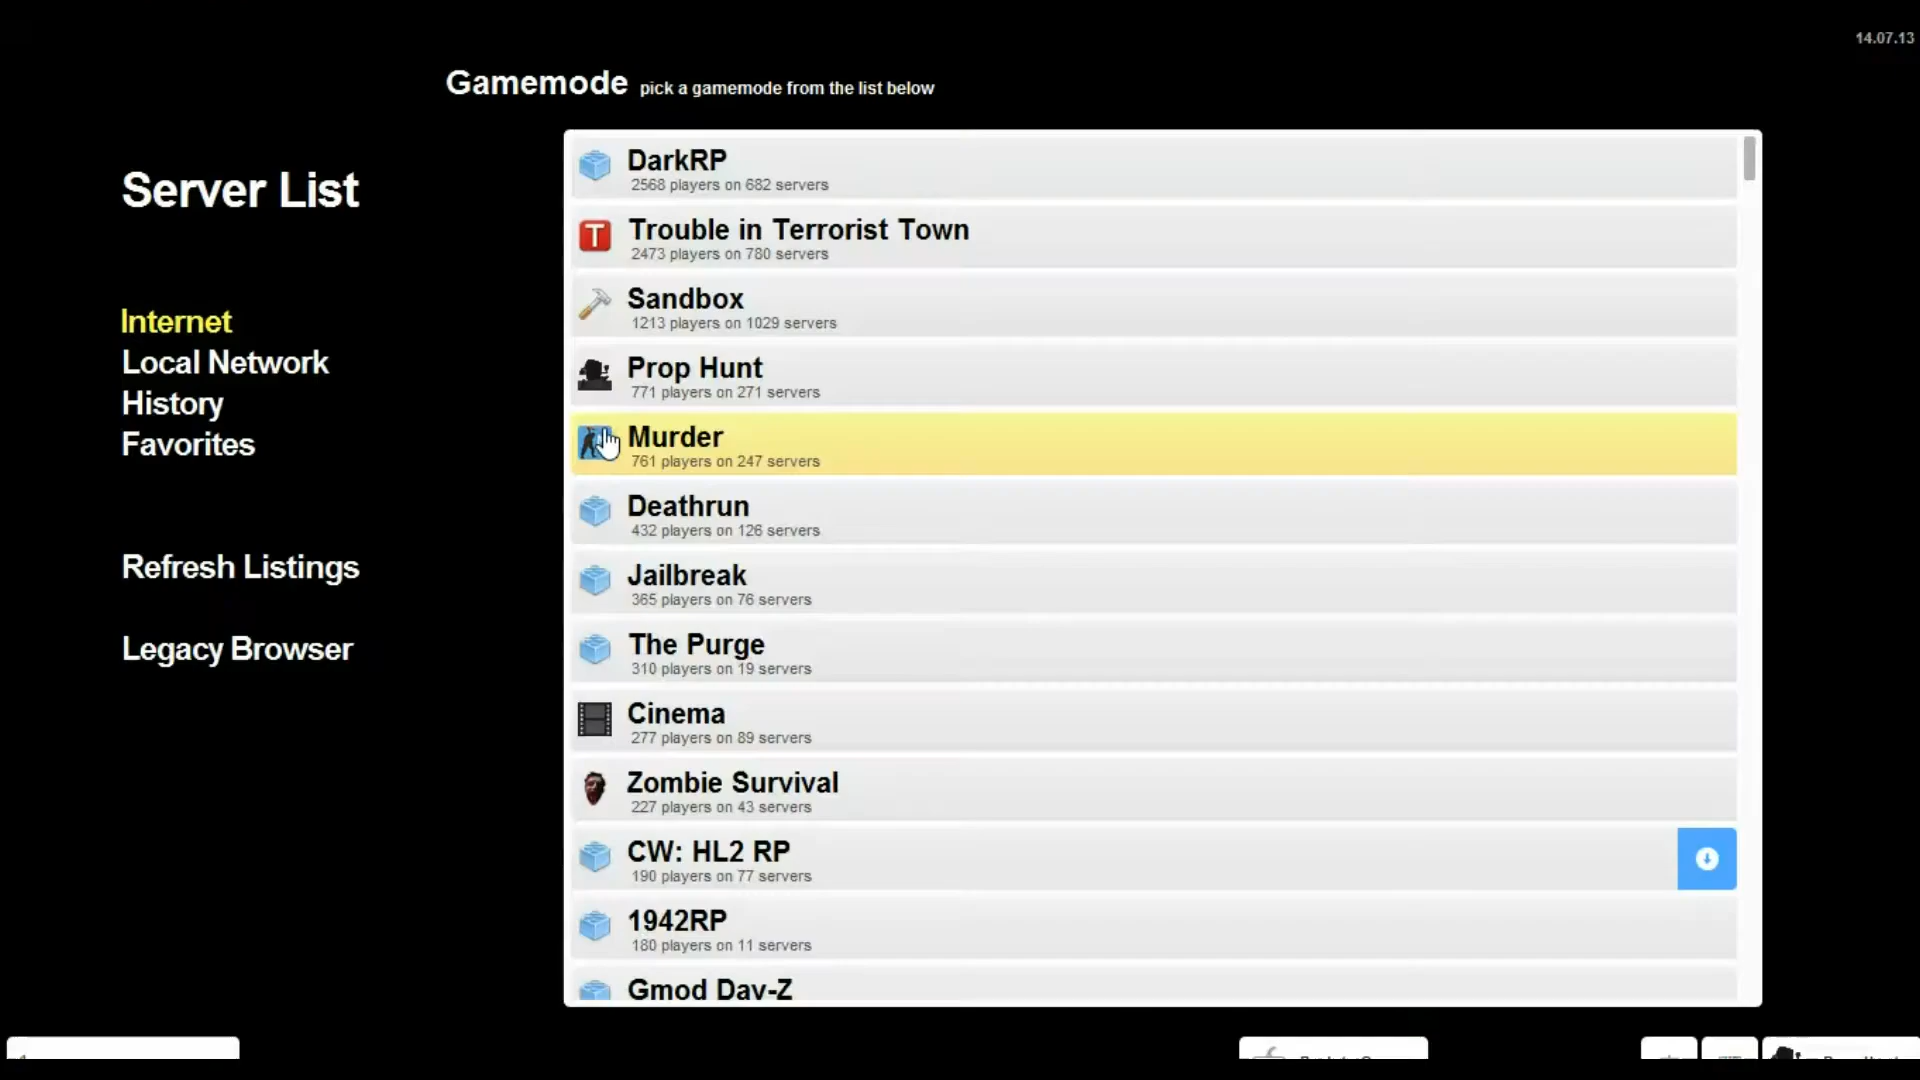 14.07.13
Gamemode pick a gamemode from the list below
Server List
Internet
Local Network
History
Favorites
Refresh Listings
Legacy Browser
DarkRP
2568 players on 682 servers
T
Trouble in Terrorist Town
2473 players on 780 servers
Sandbox
1213 players on 1029 servers
Prop Hunt
771 players on 271 servers
Murder
761 players on 247 servers
Deathrun
432 players on 126 servers
Jailbreak
365 players on 76 servers
The Purge
310 players on 19 servers
Cinema
277 players on 89 servers
Zombie Survival
227 players on 43 servers
CW: HL2 RP
190 players on 77 servers
1942RP
180 players on 11 servers
Gmod Day-Z